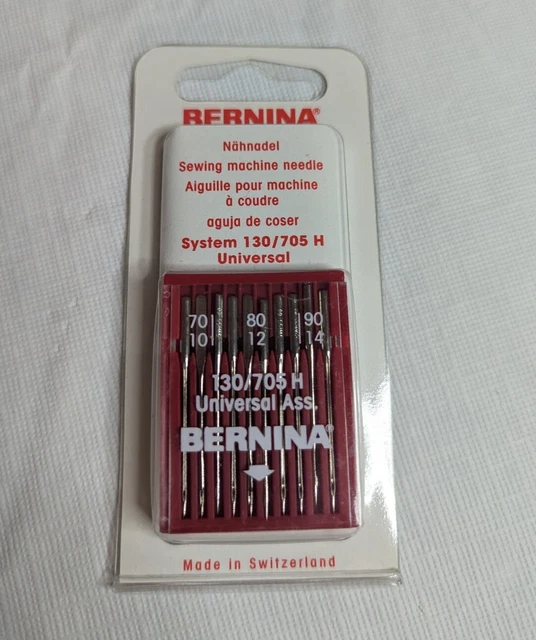 BERNINA®
Nähnadel
Sewing machine needle
Aiguille pour machine
à coudre
aguja de coser
System 130/705 H
Universal
70 80 90
10 12 14
130/705 H
Universal Ass.
BERNINA®
Made in Switzerland